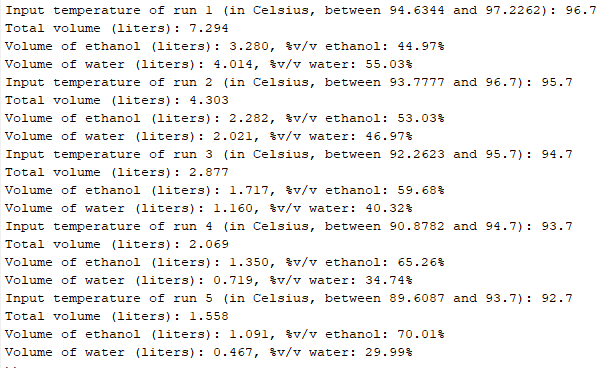 Input temperature of run 1 (in Celsius, between 94.6344 and 97.2262): 96.7
Total volume (liters): 7.294
Volume of ethanol (liters): 3.280, %v/v ethanol: 44.97%
Volume of water (liters): 4.014, %v/v water: 55.03%
Input temperature of run 2 (in Celsius, between 93.7777 and 96.7): 95.7
Total volume (liters): 4.303
Volume of ethanol (liters): 2.282, %v/v ethanol: 53.03%
Volume of water (liters): 2.021, %v/v water: 46.97%
Input temperature of run 3 (in Celsius, between 92.2623 and 95.7): 94.7
Total volume (liters): 2.877
Volume of ethanol (liters): 1.717, %v/v ethanol: 59.68%
Volume of water (liters): 1.160, %v/v water: 40.32%
Input temperature of run 4 (in Celsius, between 90.8782 and 94.7): 93.7
Total volume (liters): 2.069
Volume of ethanol (liters): 1.350, %v/v ethanol: 65.26%
Volume of water (liters): 0.719, %v/v water: 34.74%
Input temperature of run 5 (in Celsius, between 89.6087 and 93.7): 92.7
Total volume (liters): 1.558
Volume of ethanol (liters): 1.091, %v/v ethanol: 70.01%
Volume of water (liters): 0.467, %v/v water: 29.99%